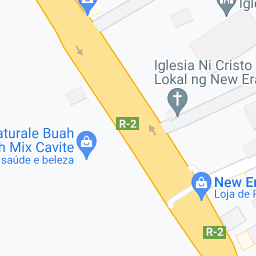 Igle
Iglesia Ni Cristo
Lokal ng New Era
R-2
aturale Buah
h Mix Cavite
saúde e beleza
New Er
Loja de
R-2